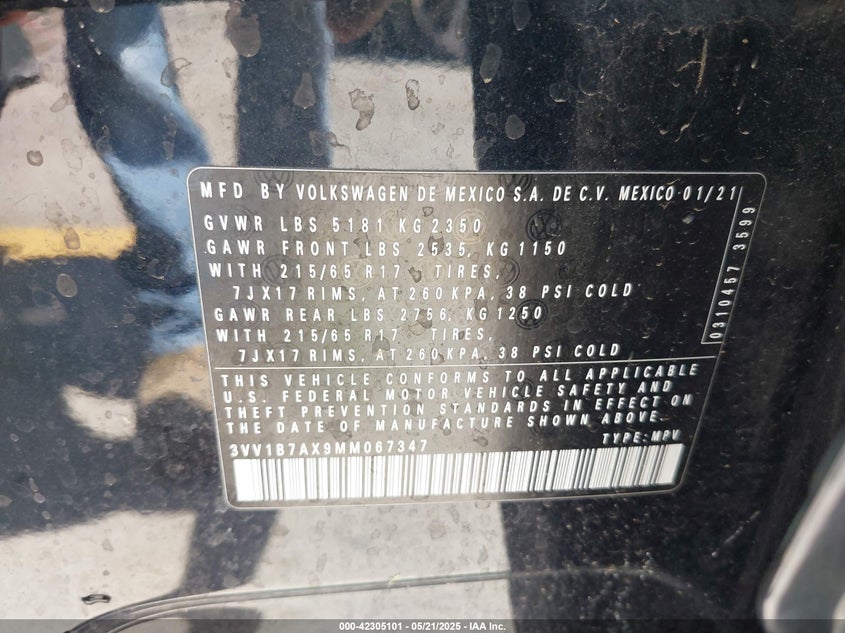 MFD BY VOLKSWAGEN DE MEXICO S.A. DE C.V. MEXICO 01/21
GVWR LBS 5181 KG 2350
GAWR FRONT LBS 2535, KG 1150
WITH 215/65 R17 TIRES,
7JX17 RIMS, AT 260 KPA, 38 PSI COLD
GAWR REAR LBS 2756, KG 1250
WITH 215/65 R17 TIRES,
7JX17 RIMS, AT 260 KPA, 38 PSI COLD
0310457 3599
THIS VEHICLE CONFORMS TO ALL APPLICABLE
U.S. FEDERAL MOTOR VEHICLE SAFETY AND
THEFT PREVENTION STANDARDS IN EFFECT ON
THE DATE OF MANUFACTURE SHOWN ABOVE.
3VV1B7AX9MM067347 TYPE: MPV
000-42305101 - 05/21/2025 - IAA Inc.